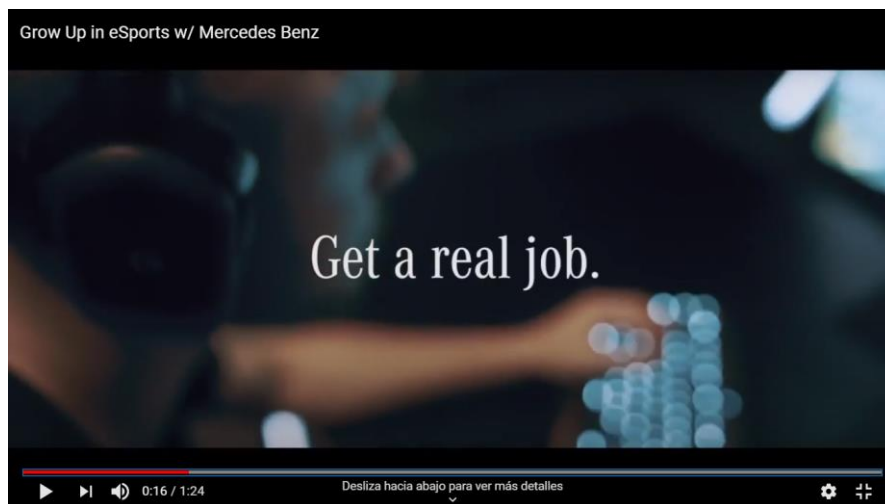 Grow Up in eSports w/ Mercedes Benz
Get a real job.
0:16 / 1:24
Desliza hacia abajo para ver más detalles